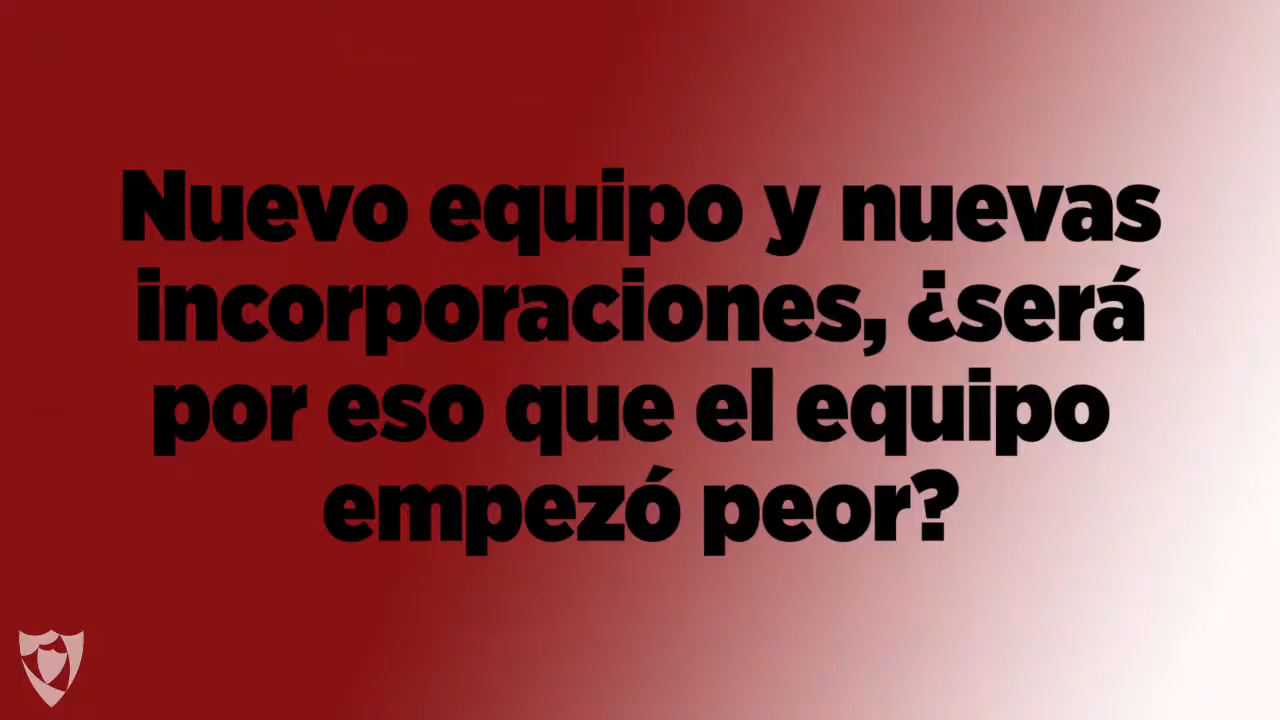 Nuevo equipo y nuevas
incorporaciones, ¿será
por eso que el equipo
empezó peor?